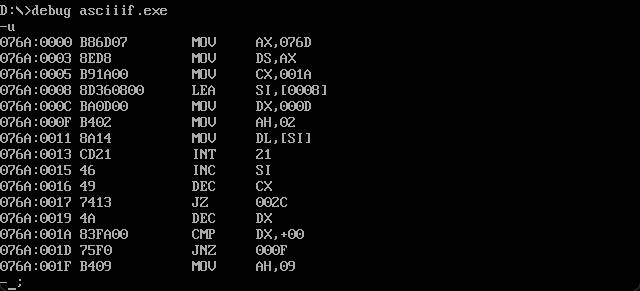 D:\>debug asciiif.exe
-u
076A:0000 B86D07 MOV AX,076D
076A:0003 8ED8 MOV DS,AX
076A:0005 B91A00 MOV CX,001A
076A:0008 8D360800 LEA SI,[0008]
076A:000C BA0D00 MOV DX,000D
076A:000F B402 MOV AH,02
076A:0011 8A14 MOV DL,[SI]
076A:0013 CD21 INT 21
076A:0015 46 INC SI
076A:0016 49 DEC CX
076A:0017 7413 JZ 002C
076A:0019 4A DEC DX
076A:001A 83FA00 CMP DX,+00
076A:001D 75F0 JNZ 000F
076A:001F B409 MOV AH,09
-_;